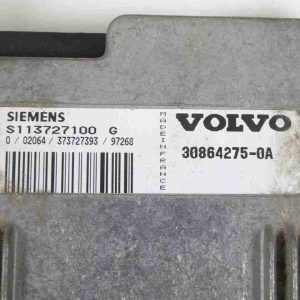 SIEMENS
S113727100 G
0 / 02064 / 373727393 / 97268
MADE IN FRANCE
VOLVO
30864275-0A